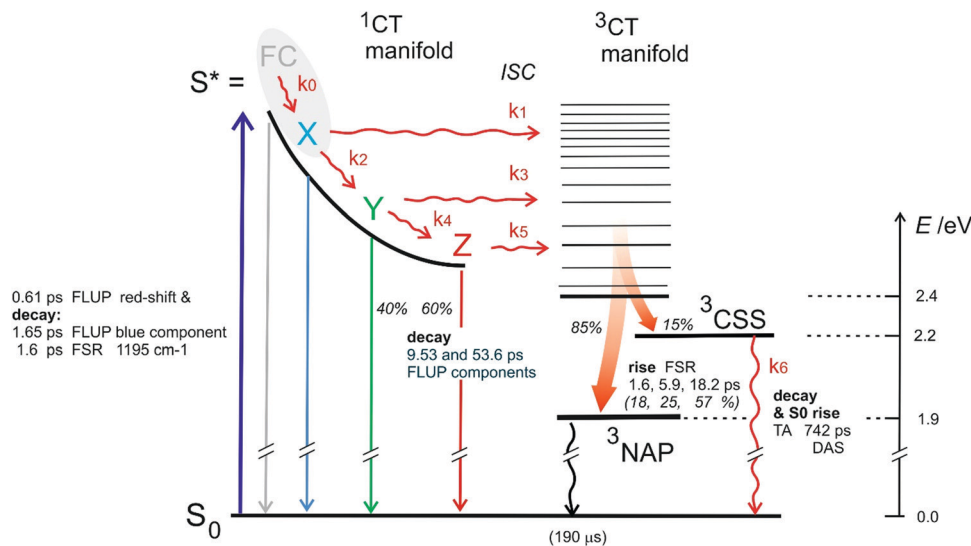 ¹CT
manifold
³CT
manifold
ISC
S* =
FC
k0
X
k1
k2
Y
k3
k4
Z
k5
E /eV
0.61 ps FLUP red-shift &
decay:
1.65 ps FLUP blue component
1.6 ps FSR 1195 cm-1
40% 60%
decay
9.53 and 53.6 ps
FLUP components
85%
15%
³CSS
2.4
2.2
rise FSR
1.6, 5.9, 18.2 ps
(18, 25, 57 %)
k6
decay
& S0 rise
TA 742 ps
DAS
1.9
³NAP
S₀
0.0
(190 µs)